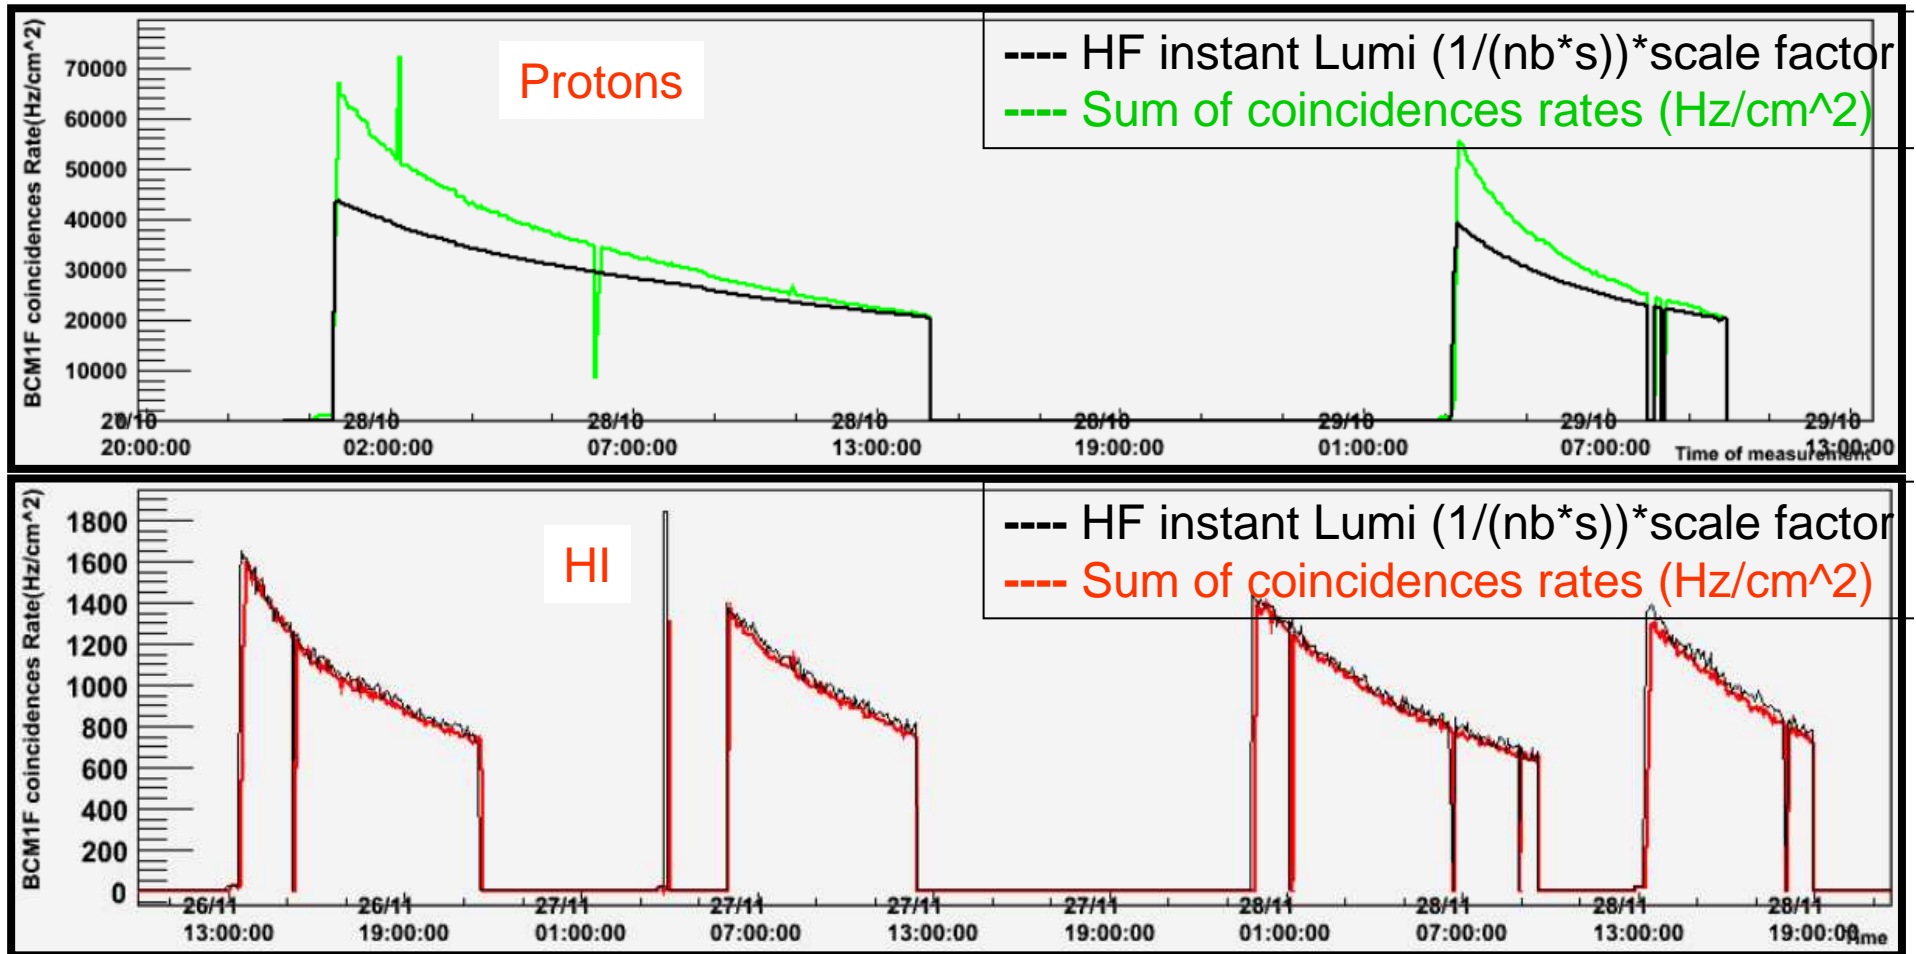 BCM1F coincidences Rate(Hz/cm^2)
70000
60000
50000
40000
30000
20000
10000
Protons
---- HF instant Lumi (1/(nb*s))*scale factor
---- Sum of coincidences rates (Hz/cm^2)
28/10 28/10 28/10 28/10 29/10 29/10 29/10
20:00:00 02:00:00 07:00:00 13:00:00 19:00:00 01:00:00 07:00:00 13:00:00
Time of measurement
BCM1F coincidences Rate(Hz/cm^2)
1800
1600
1400
1200
1000
800
600
400
200
0
HI
---- HF instant Lumi (1/(nb*s))*scale factor
---- Sum of coincidences rates (Hz/cm^2)
26/11 26/11 27/11 27/11 27/11 27/11 28/11 28/11 28/11 28/11
13:00:00 19:00:00 01:00:00 07:00:00 13:00:00 19:00:00 01:00:00 07:00:00 13:00:00 19:00:00
Time